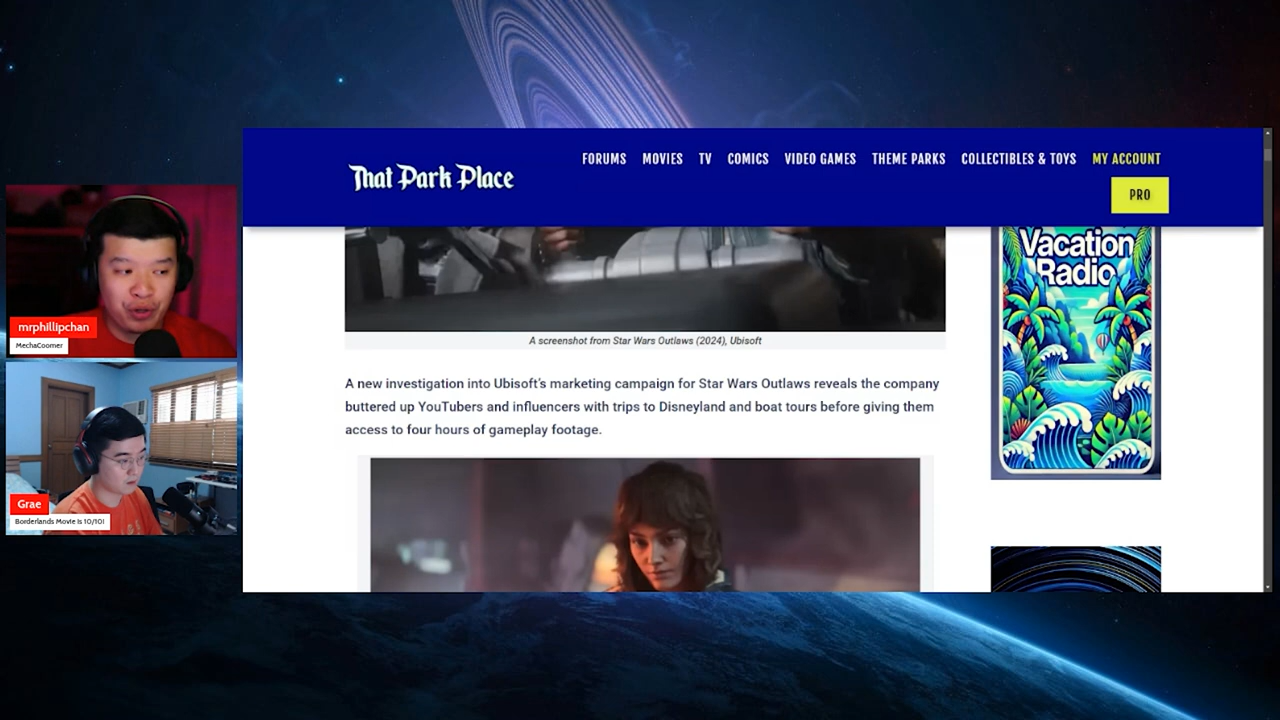 That Park Place
FORUMS MOVIES TV COMICS VIDEO GAMES THEME PARKS COLLECTIBLES & TOYS MY ACCOUNT
PRO
Vacation
Radio
mrphillipchan
MechaCoomer
A screenshot from Star Wars Outlaws (2024), Ubisoft
A new investigation into Ubisoft's marketing campaign for Star Wars Outlaws reveals the company
buttered up YouTubers and influencers with trips to Disneyland and boat tours before giving them
access to four hours of gameplay footage.
Grae
Borderlands Movie is 10/10!